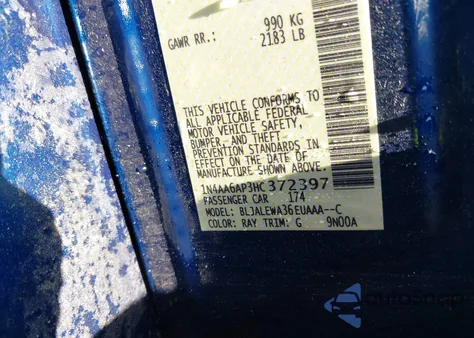 990 KG
GAWR RR.: 2183 LB
THIS VEHICLE CONFORMS TO
ALL APPLICABLE FEDERAL
MOTOR VEHICLE SAFETY,
BUMPER, AND THEFT
PREVENTION STANDARDS IN
EFFECT ON THE DATE OF
MANUFACTURE SHOWN ABOVE.
1N4AA6AP3HC372397
PASSENGER CAR 174
MODEL: BLJALEWA36EUAAA--C
COLOR: RAY TRIM: G 9N00A